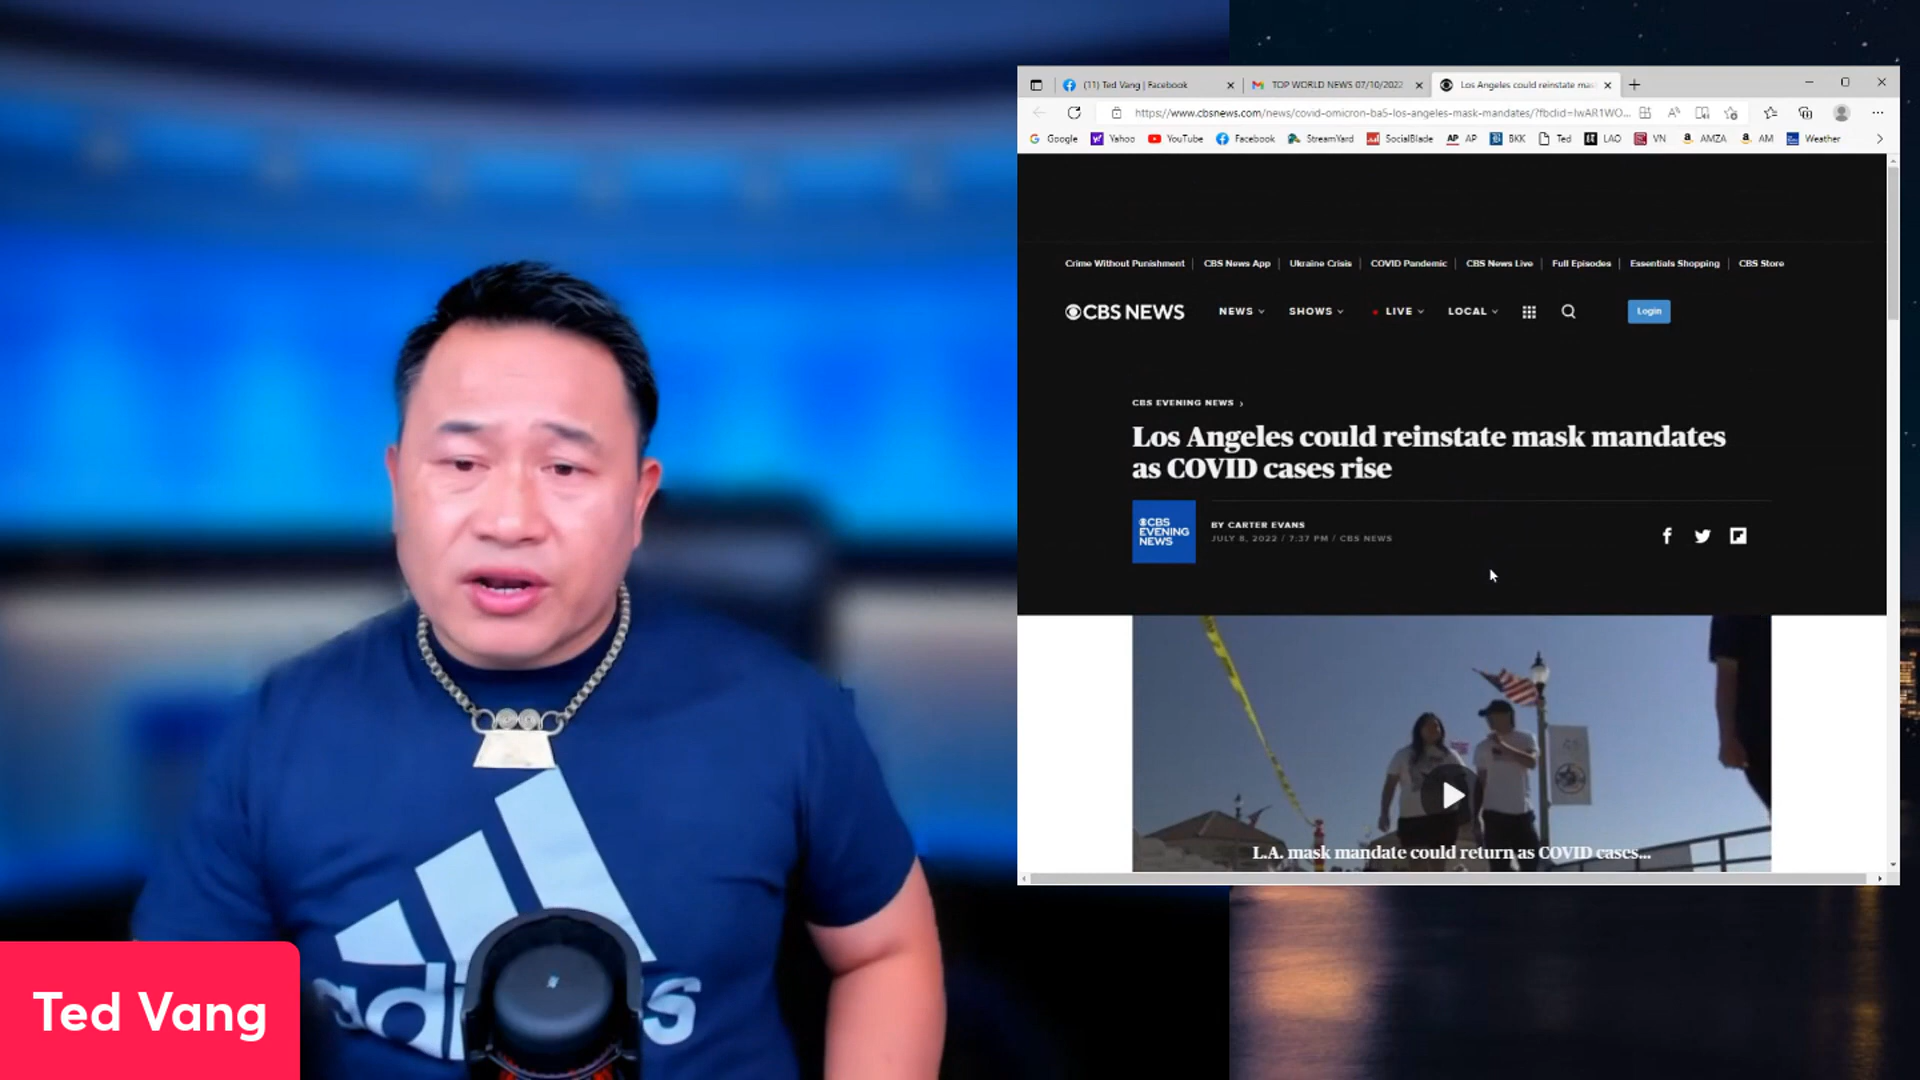 (11) Ted Vang | Facebook
TOP WORLD NEWS 07/10/2022
Los Angeles could reinstate mas
https://www.cbsnews.com/news/covid-omicron-ba5-los-angeles-mask-mandates/?fbclid=IwAR1WO...
Google Yahoo YouTube Facebook StreamYard SocialBlade AP AP BKK Ted LAO VN AMZA AM Weather
Crime Without Punishment CBS News App Ukraine Crisis COVID Pandemic CBS News Live Full Episodes Essentials Shopping CBS Store
CBS NEWS NEWS SHOWS LIVE LOCAL Login
CBS EVENING NEWS
Los Angeles could reinstate mask mandates
as COVID cases rise
CBS
EVENING
NEWS
BY CARTER EVANS
JULY 8, 2022 / 7:37 PM / CBS NEWS
L.A. mask mandate could return as COVID cases...
Ted Vang